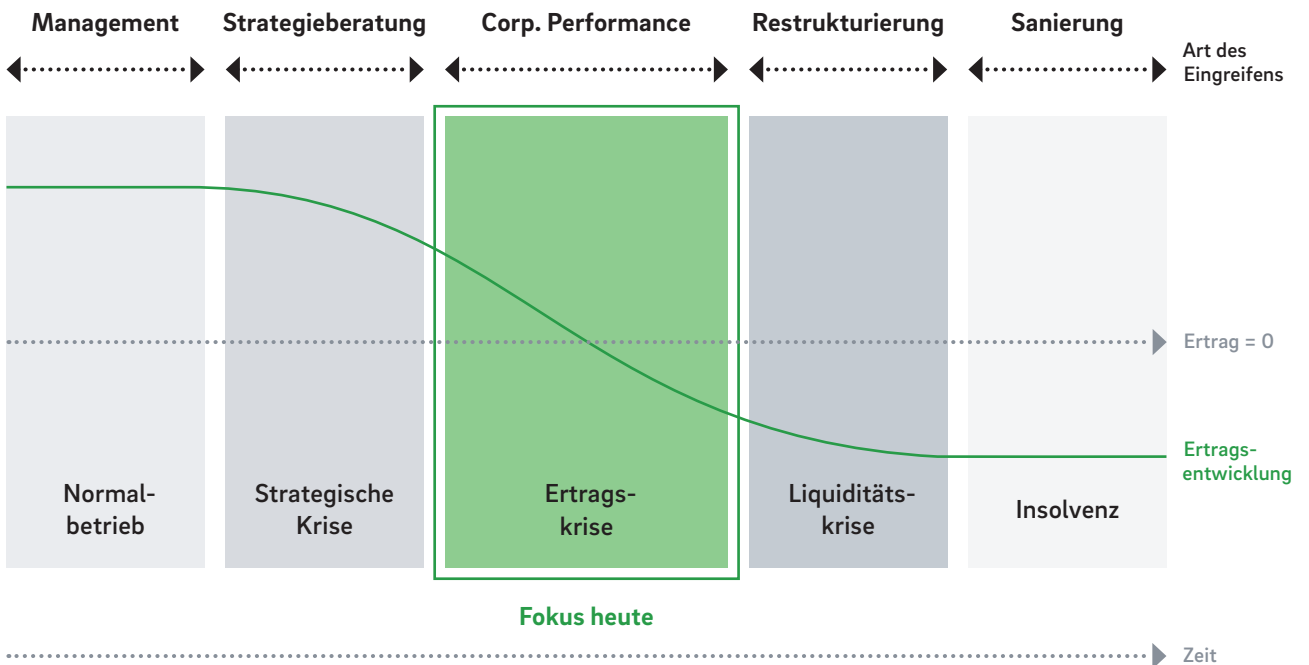 Management
Strategieberatung
Corp. Performance
Restrukturierung
Sanierung
Art des
Eingreifens
Ertrag = 0
Ertrags-
entwicklung
Normal-
betrieb
Strategische
Krise
Ertrags-
krise
Liquiditäts-
krise
Insolvenz
Fokus heute
Zeit